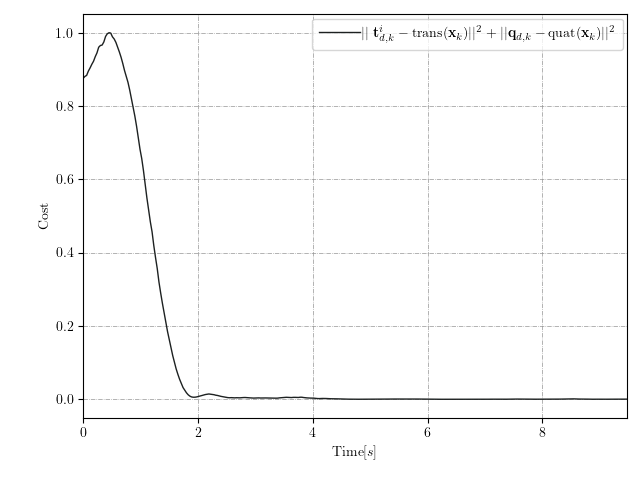 || t^i_{d,k} − trans(x_k)||² + ||q_{d,k} − quat(x_k)||²
1.0
0.8
0.6
0.4
0.2
0.0
Cost
0 2 4 6 8
Time[s]